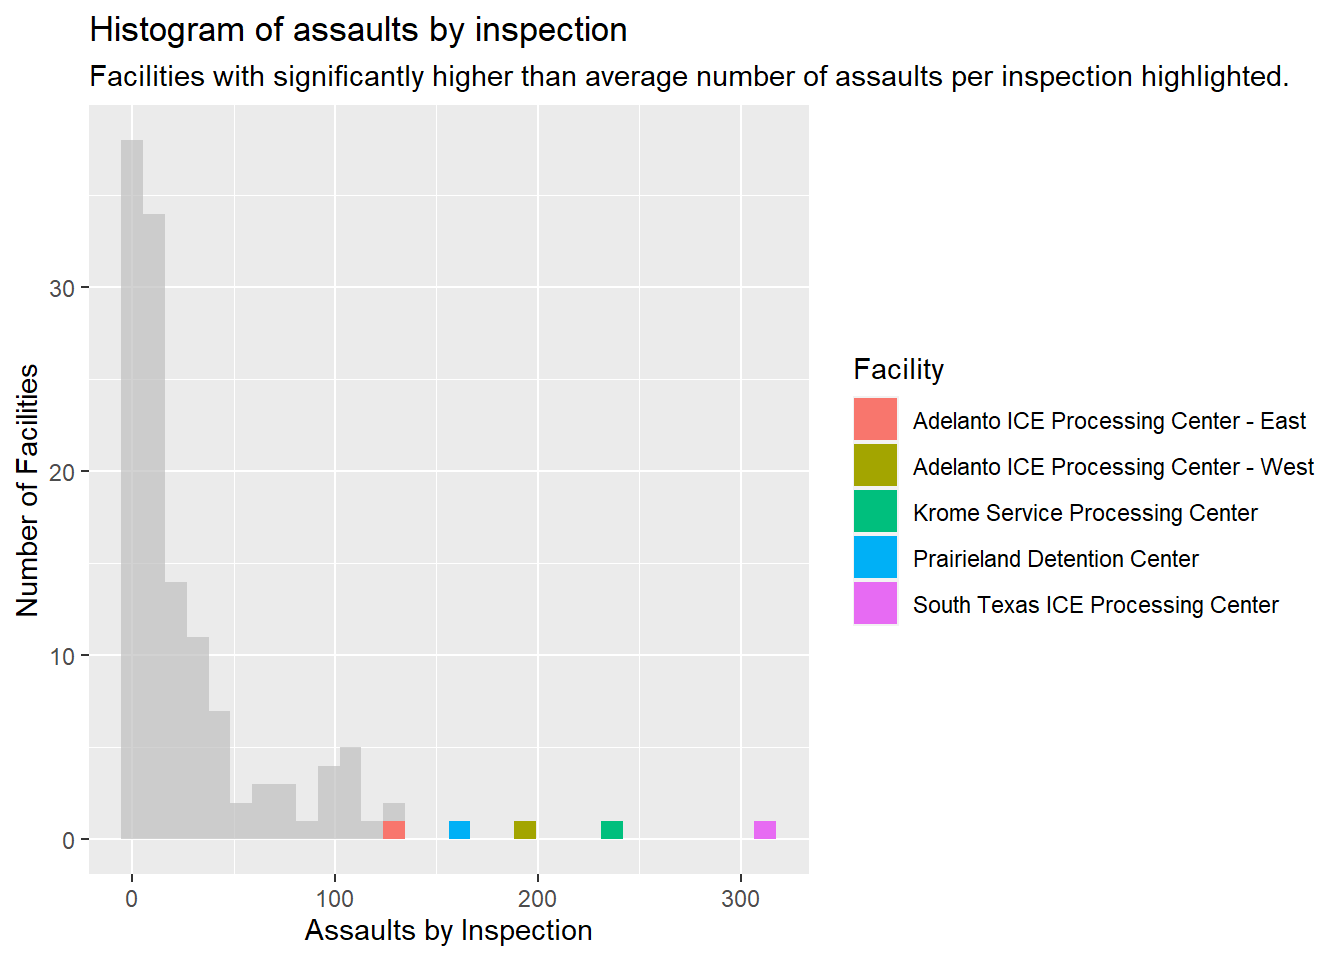 Histogram of assaults by inspection
Facilities with significantly higher than average number of assaults per inspection highlighted.
Number of Facilities
30
20
10
0
0 100 200 300
Assaults by Inspection
Facility
Adelanto ICE Processing Center - East
Adelanto ICE Processing Center - West
Krome Service Processing Center
Prairieland Detention Center
South Texas ICE Processing Center